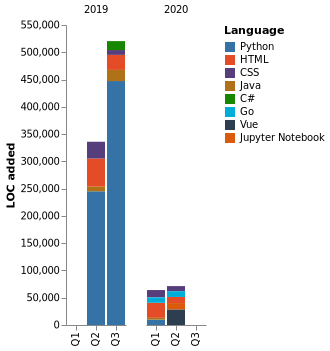 2019
2020
LOC added
550,000
500,000
450,000
400,000
350,000
300,000
250,000
200,000
150,000
100,000
50,000
0
Q1
Q2
Q3
Q1
Q2
Q3
Language
Python
HTML
CSS
Java
C#
Go
Vue
Jupyter Notebook